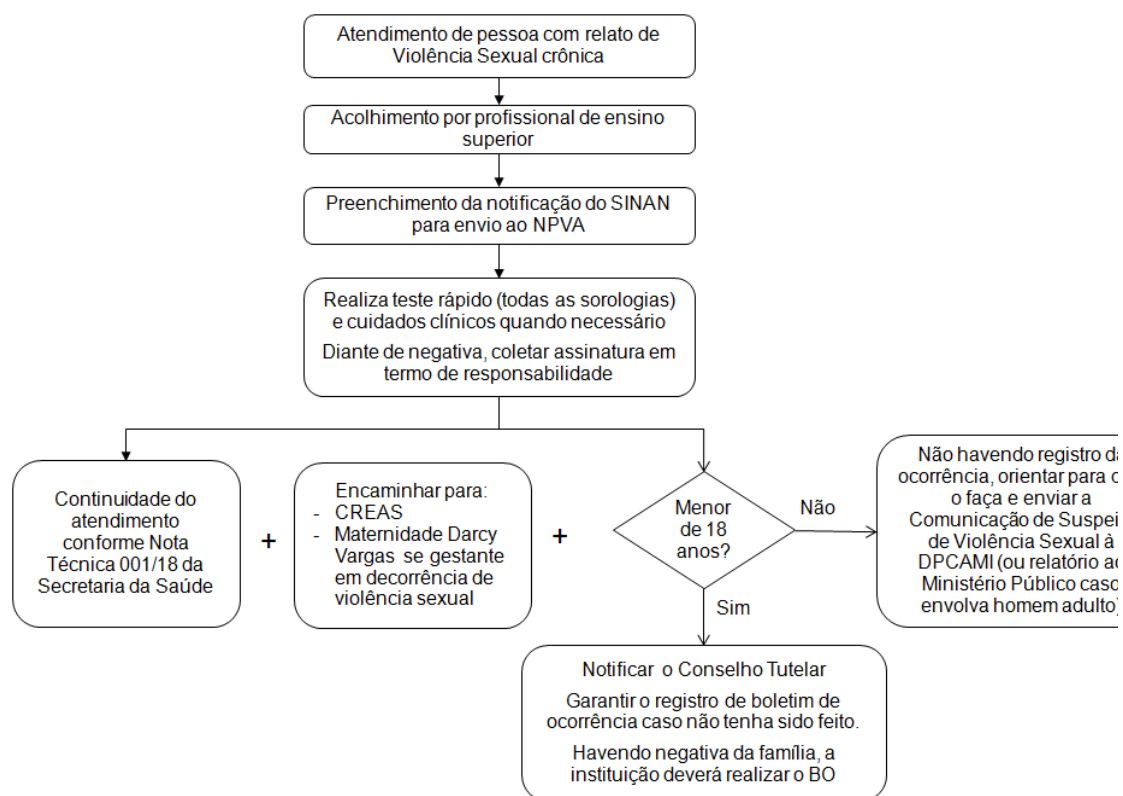 Atendimento de pessoa com relato de
Violência Sexual crônica
Acolhimento por profissional de ensino
superior
Preenchimento da notificação do SINAN
para envio ao NPVA
Realiza teste rápido (todas as sorologias)
e cuidados clínicos quando necessário
Diante de negativa, coletar assinatura em
termo de responsabilidade
Continuidade do
atendimento
conforme Nota
Técnica 001/18 da
Secretaria da Saúde
+
Encaminhar para:
- CREAS
- Maternidade Darcy
Vargas se gestante
em decorrência de
violência sexual
+
Menor
de 18
anos?
Não
Não havendo registro
ocorrência, orientar para
o faça e enviar a
Comunicação de
de Violência Sexual à
DPCAMI (ou relatório
Ministério Público caso
envolva homem adulto)
Sim
Notificar o Conselho Tutelar
Garantir o registro de boletim de
ocorrência caso não tenha sido feito.
Havendo negativa da família, a
instituição deverá realizar o BO